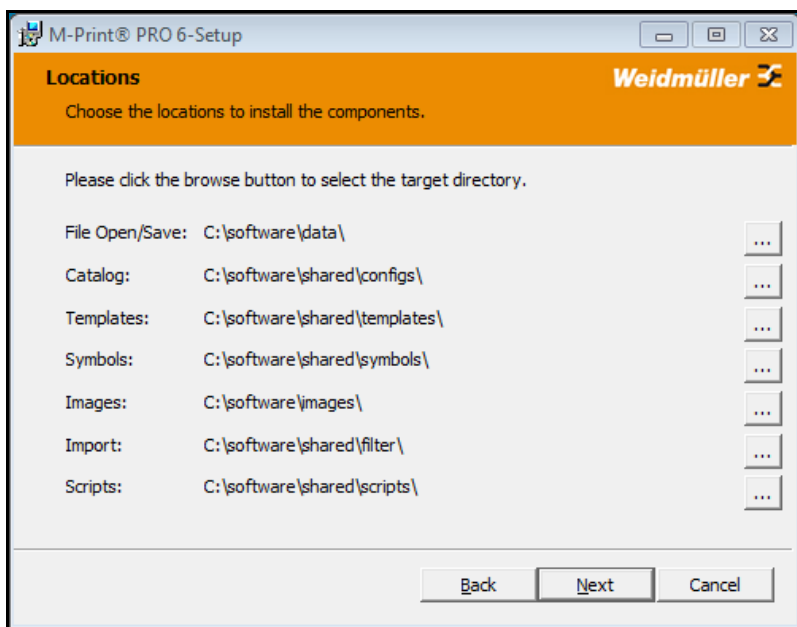 M-Print® PRO 6-Setup
Locations
Weidmüller
Choose the locations to install the components.
Please click the browse button to select the target directory.
File Open/Save: C:\software\data\ ...
Catalog: C:\software\shared\configs\ ...
Templates: C:\software\shared\templates\ ...
Symbols: C:\software\shared\symbols\ ...
Images: C:\software\images\ ...
Import: C:\software\shared\filter\ ...
Scripts: C:\software\shared\scripts\ ...
Back Next Cancel